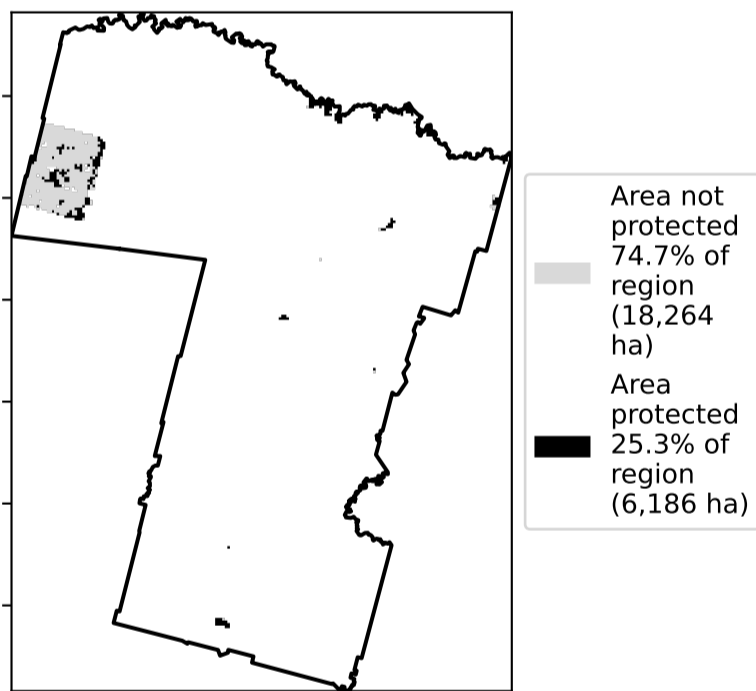 Area not
protected
74.7% of
region
(18,264
ha)
Area
protected
25.3% of
region
(6,186 ha)